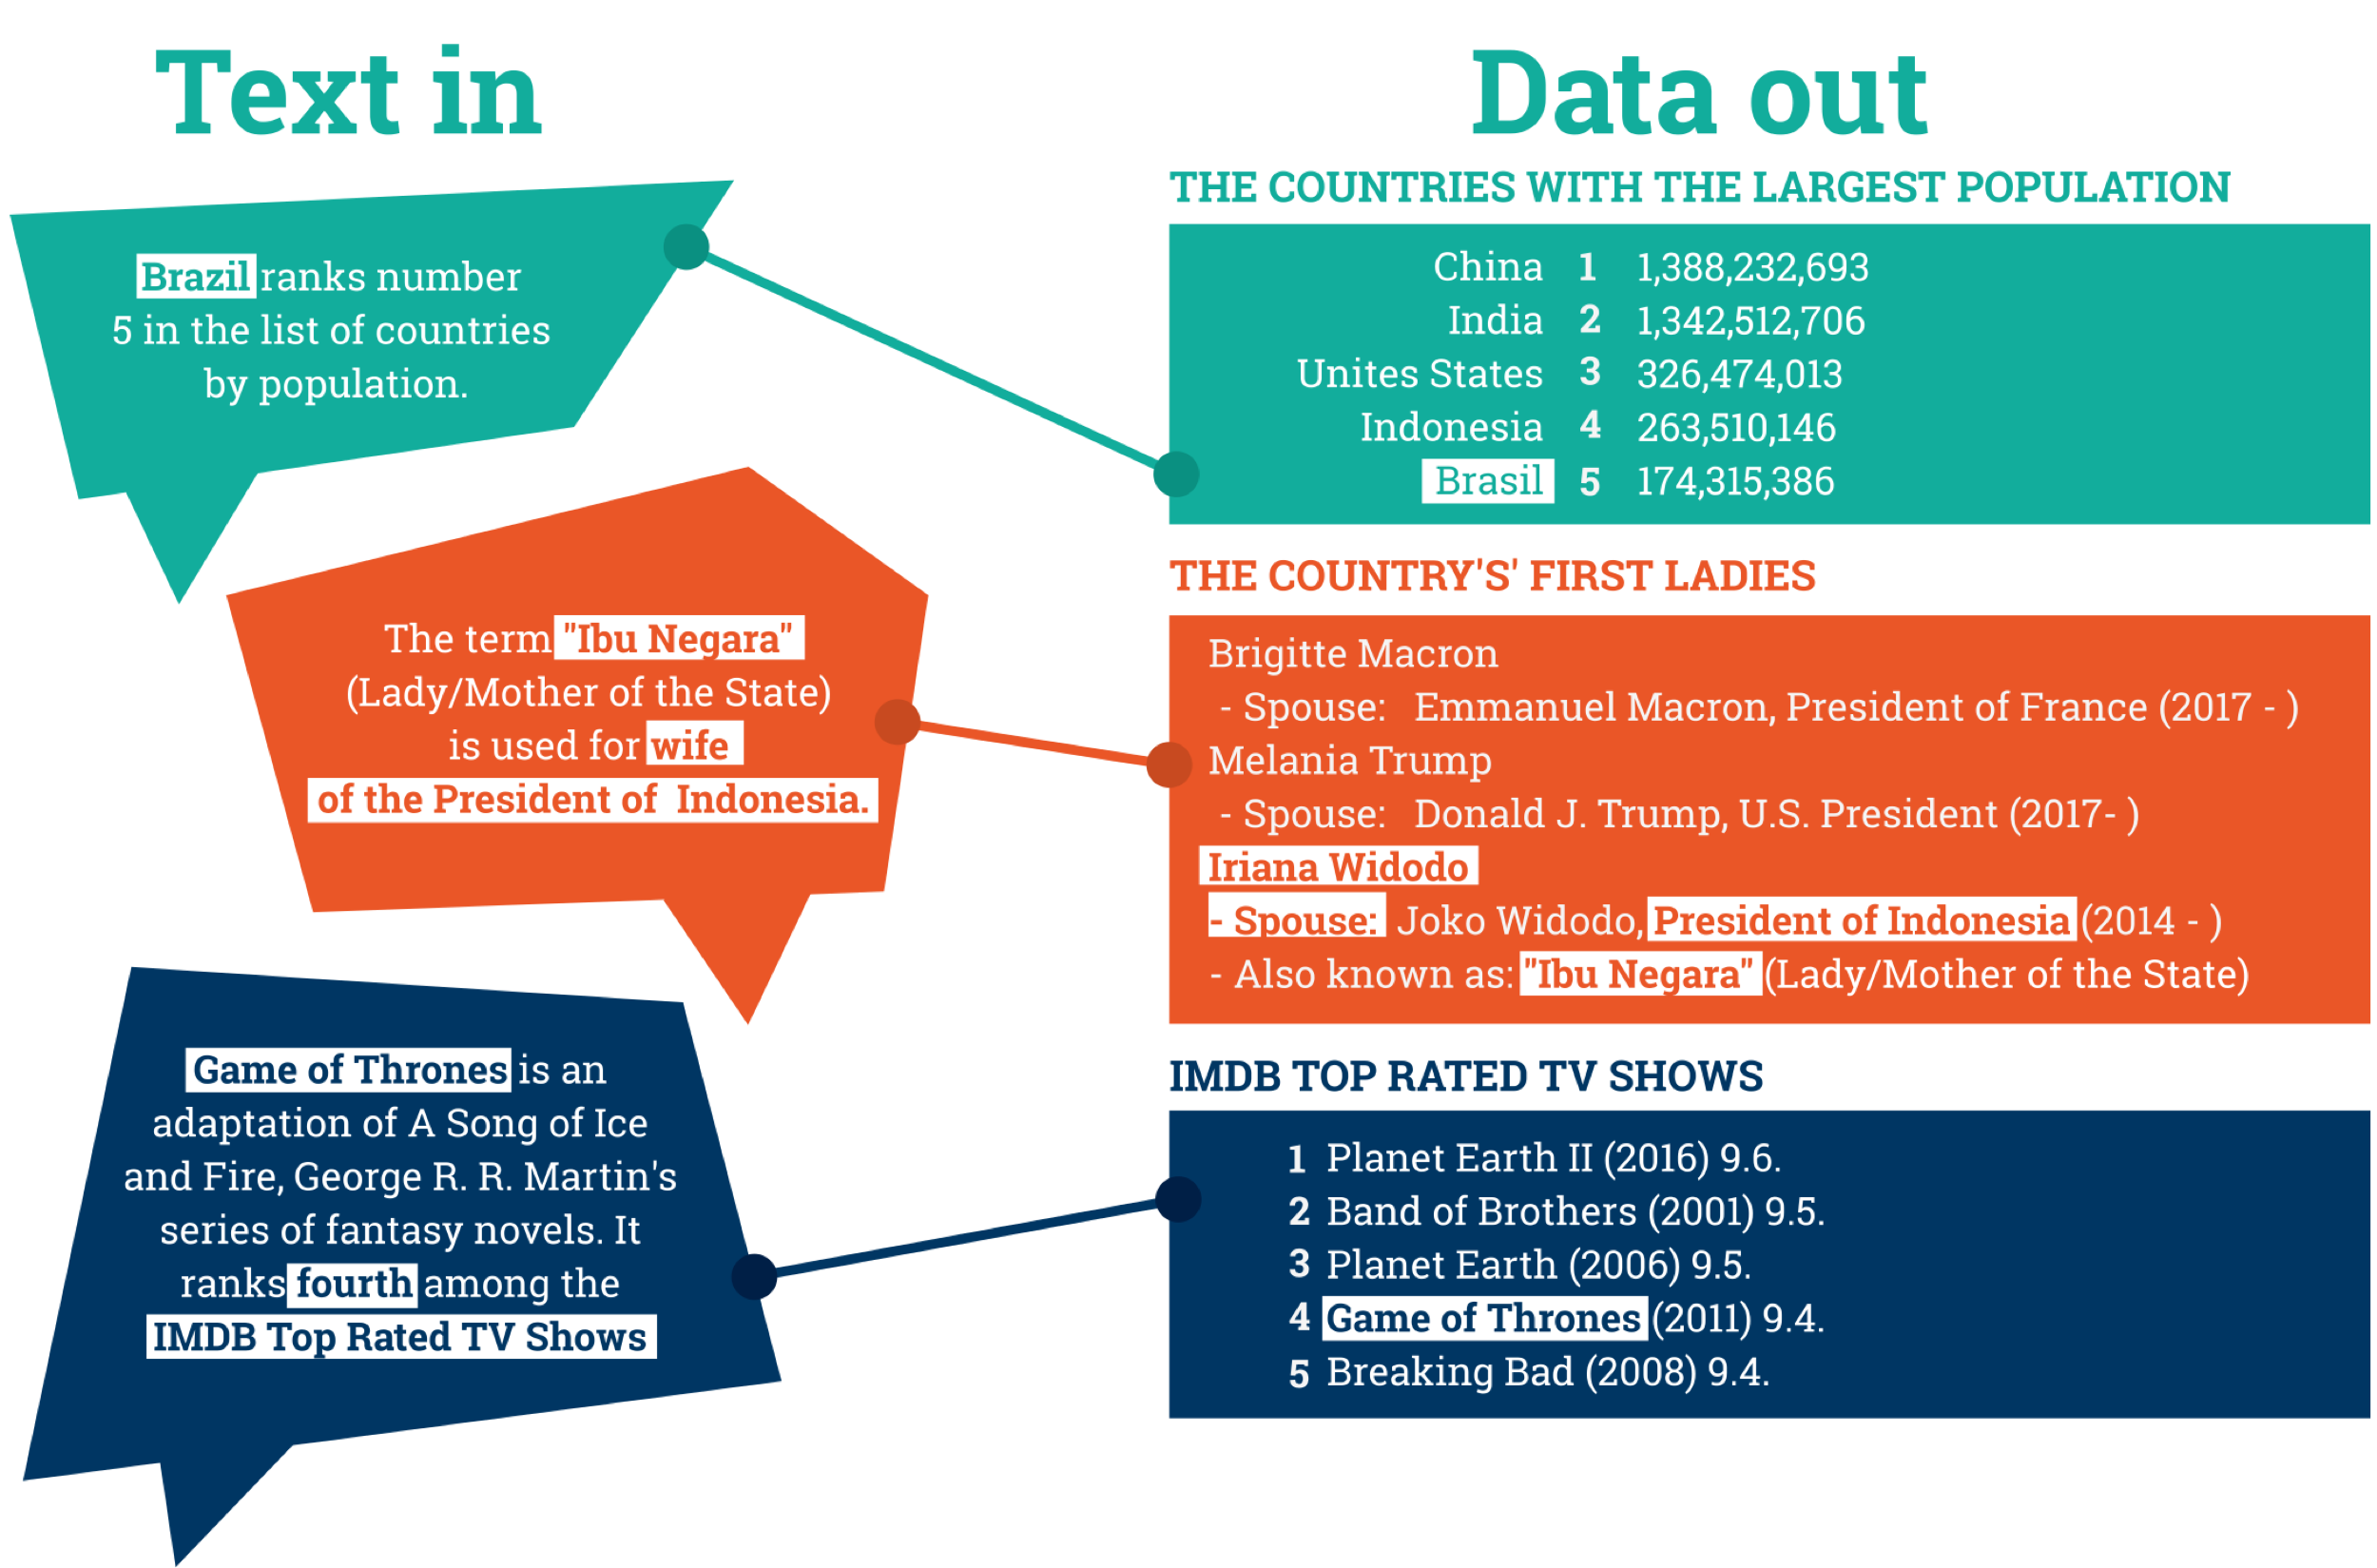 Text in
Brazil ranks number
5 in the list of countries
by population.
The term "Ibu Negara"
(Lady/Mother of the State)
is used for wife
of the President of Indonesia.
Game of Thrones is an
adaptation of A Song of Ice
and Fire, George R. R. Martin's
series of fantasy novels. It
ranks fourth among the
IMDB Top Rated TV Shows
Data out
THE COUNTRIES WITH THE LARGEST POPULATION
China 1 1,388,232,693
India 2 1,342,512,706
Unites States 3 326,474,013
Indonesia 4 263,510,146
Brasil 5 174,315,386
THE COUNTRY'S' FIRST LADIES
Brigitte Macron
- Spouse: Emmanuel Macron, President of France (2017 - )
Melania Trump
- Spouse: Donald J. Trump, U.S. President (2017- )
Iriana Widodo
- Spouse: Joko Widodo, President of Indonesia (2014 - )
- Also known as: "Ibu Negara" (Lady/Mother of the State)
IMDB TOP RATED TV SHOWS
1 Planet Earth II (2016) 9.6.
2 Band of Brothers (2001) 9.5.
3 Planet Earth (2006) 9.5.
4 Game of Thrones (2011) 9.4.
5 Breaking Bad (2008) 9.4.